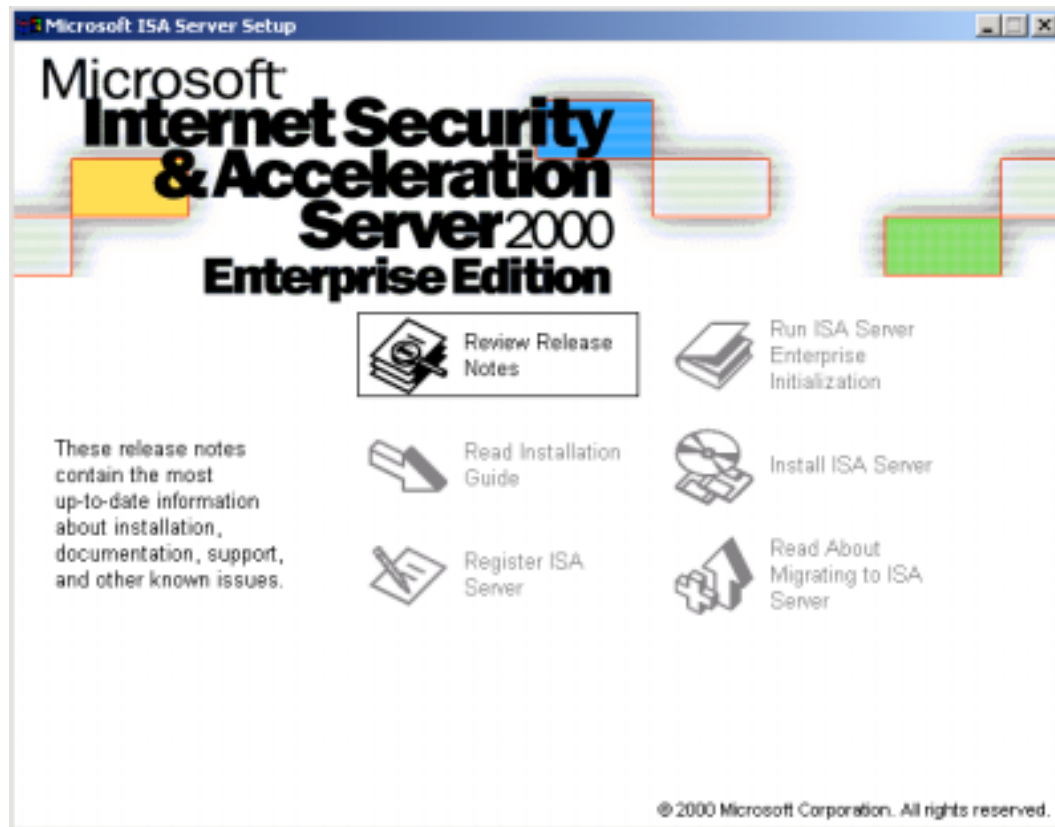 Microsoft ISA Server Setup
Microsoft
Internet Security
& Acceleration
Server 2000
Enterprise Edition
Review Release
Notes
Run ISA Server
Enterprise
Initialization
These release notes
contain the most
up-to-date information
about installation,
documentation, support,
and other known issues.
Read Installation
Guide
Install ISA Server
Register ISA
Server
Read About
Migrating to ISA
Server
© 2000 Microsoft Corporation. All rights reserved.